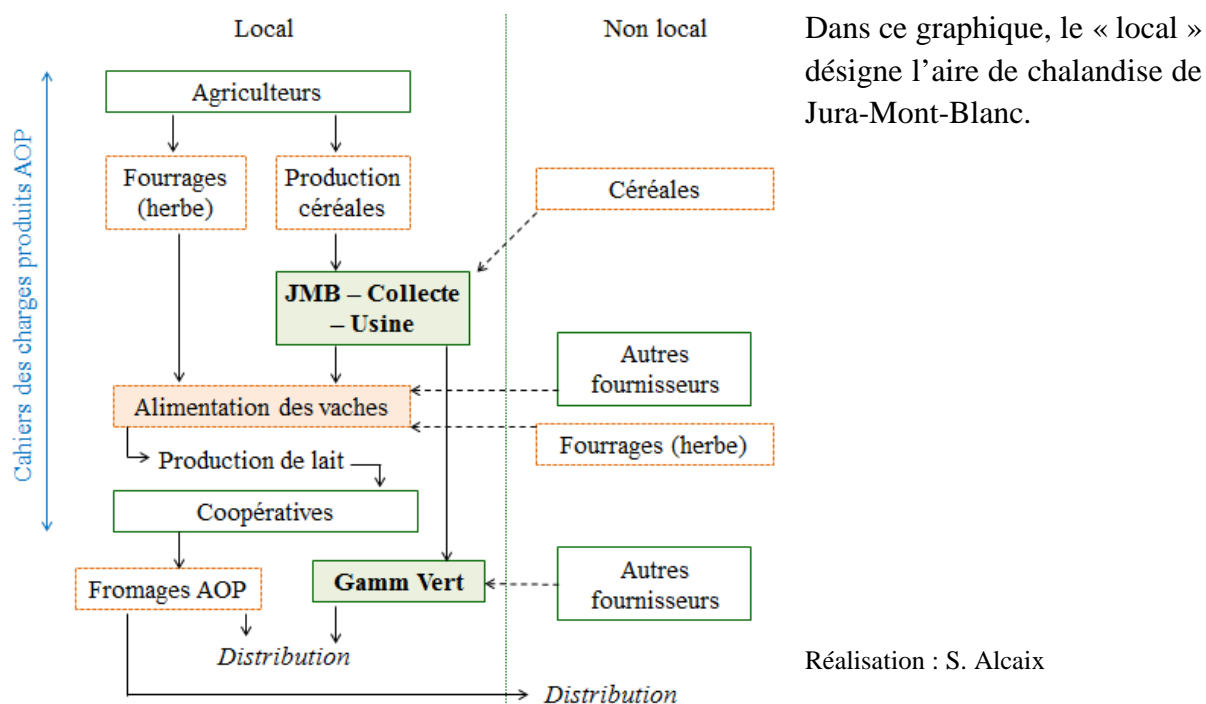 Local
Non local
Dans ce graphique, le « local »
désigne l’aire de chalandise de
Jura-Mont-Blanc.
Cahiers des charges produits AOP
Agriculteurs
Fourrages
(herbe)
Production
céréales
Céréales
JMB – Collecte
– Usine
Autres
fournisseurs
Alimentation des vaches
Fourrages (herbe)
Production de lait
Coopératives
Fromages AOP
Gamm Vert
Autres
fournisseurs
Distribution
Distribution
Réalisation : S. Alcaix